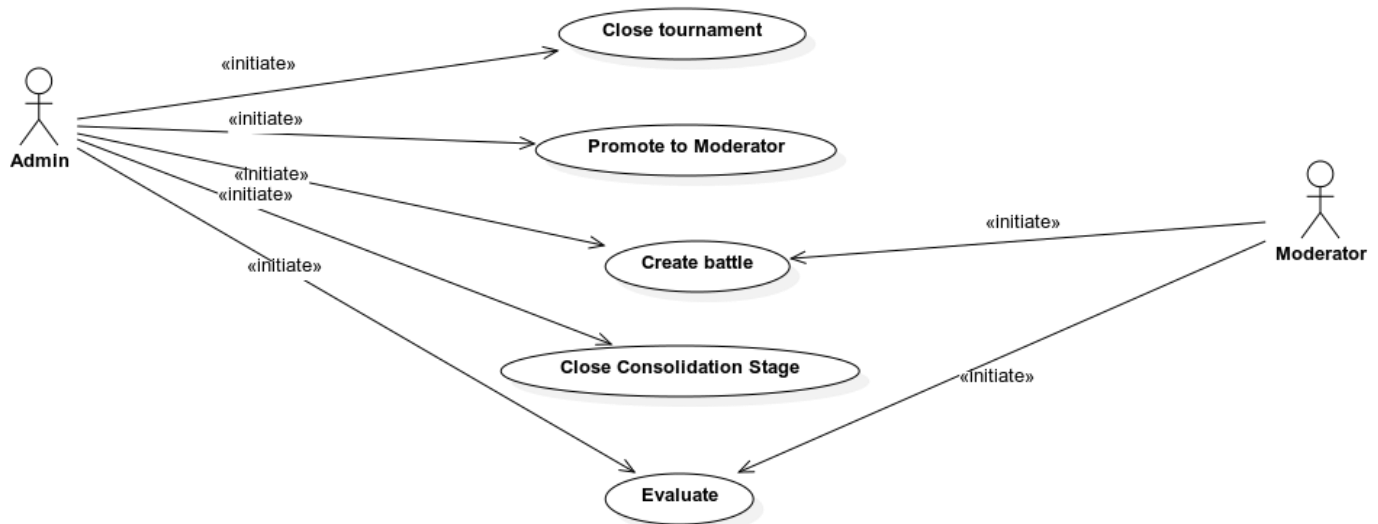 Close tournament
«initiate»
Admin
«initiate»
Promote to Moderator
«initiate»
«initiate»
«initiate»
Create battle
Moderator
«initiate»
Close Consolidation Stage
«initiate»
Evaluate